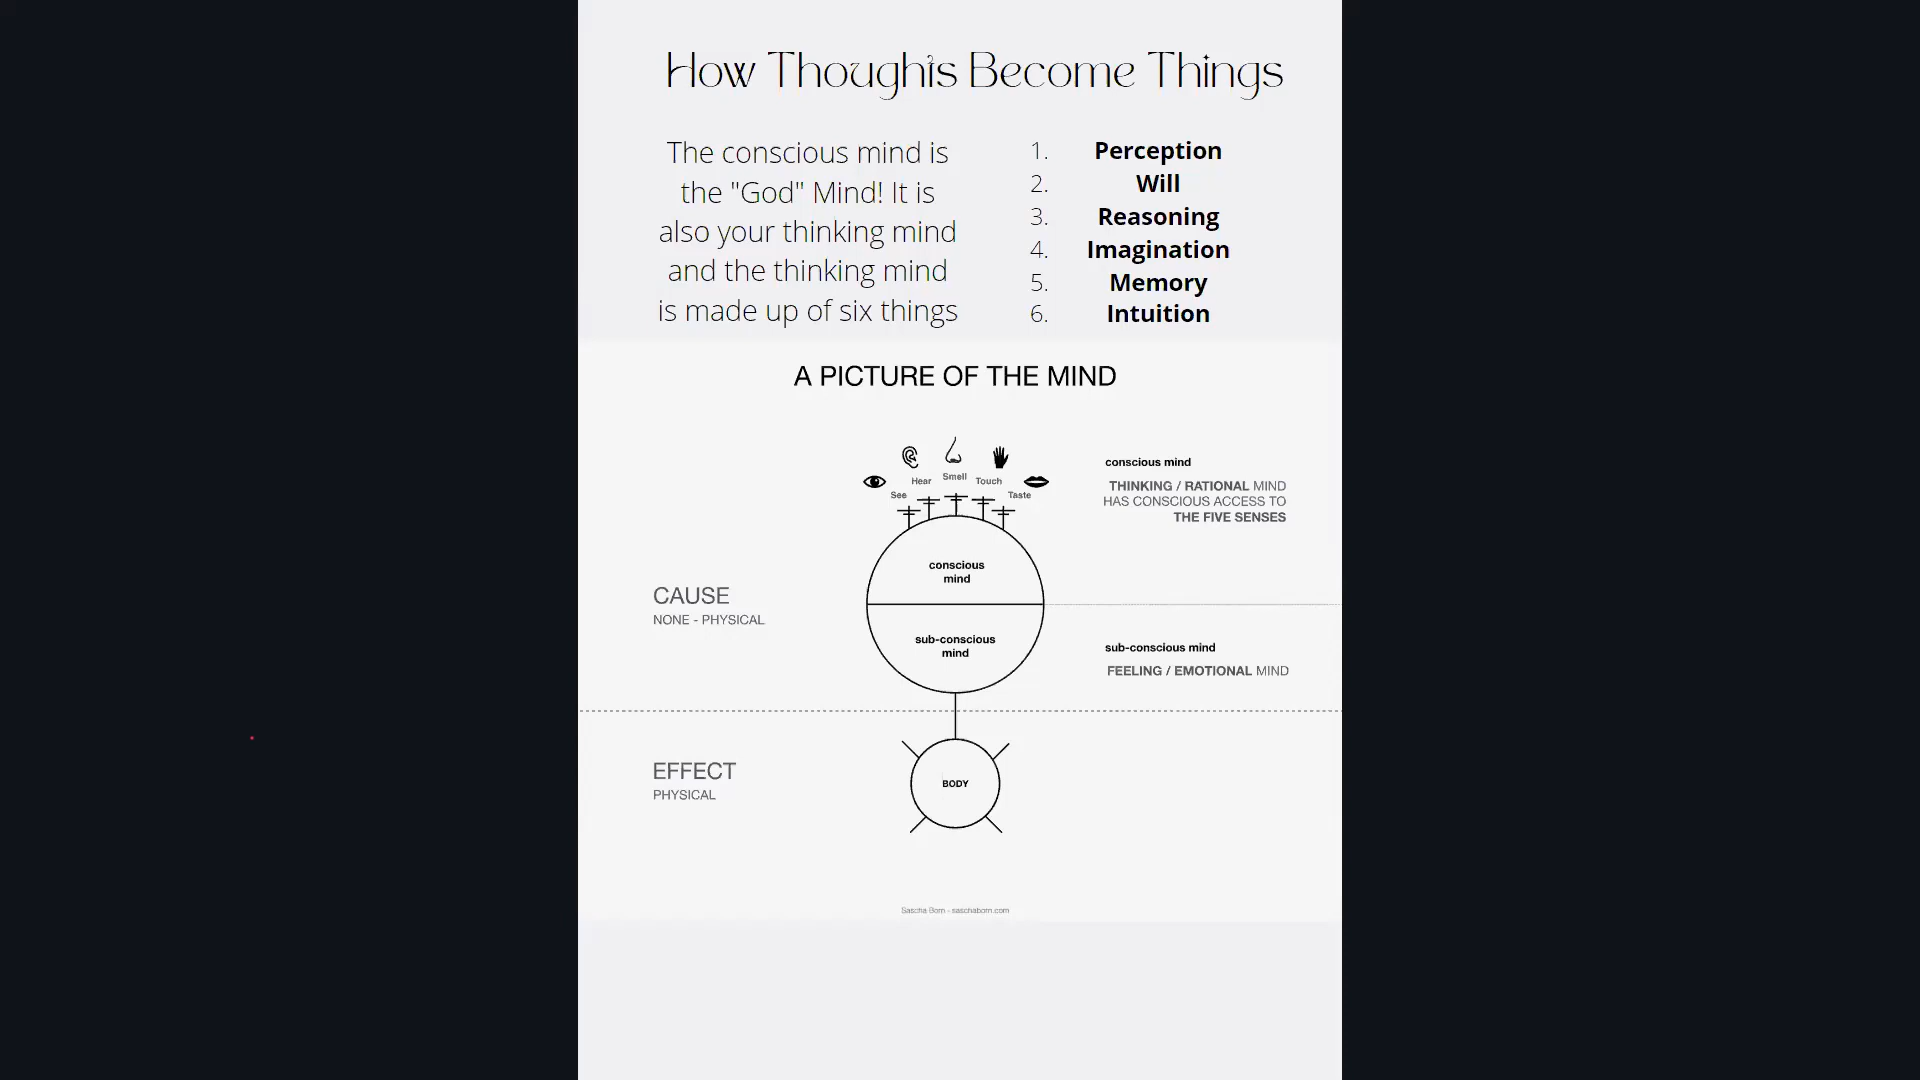 How Thoughts Become Things
The conscious mind is
the "God" Mind! It is
also your thinking mind
and the thinking mind
is made up of six things
1. Perception
2. Will
3. Reasoning
4. Imagination
5. Memory
6. Intuition
A PICTURE OF THE MIND
Smell
Hear
Touch
See
Taste
conscious mind
THINKING / RATIONAL MIND
HAS CONSCIOUS ACCESS TO
THE FIVE SENSES
conscious
mind
CAUSE
NONE - PHYSICAL
sub-conscious
mind
sub-conscious mind
FEELING / EMOTIONAL MIND
EFFECT
PHYSICAL
BODY
Sascha Born - saschaborn.com